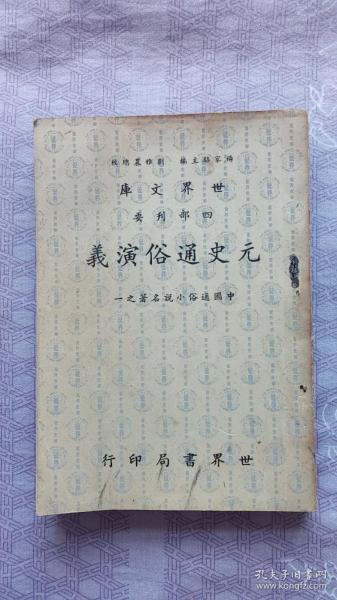 楊家駱主編 劉雅農總校
世界文庫
四部刊要
元史通俗演義
中國通俗小說名著之一
世界書局印行
孔夫子旧书网